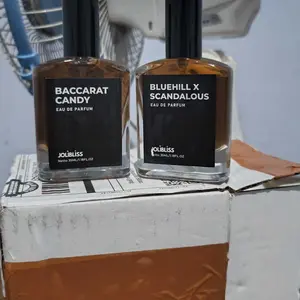 BACCARAT
CANDY
EAU DE PARFUM
JOLIBLISS
BLUEHILL X
SCANDALOUS
EAU DE PARFUM
JOLIBLISS